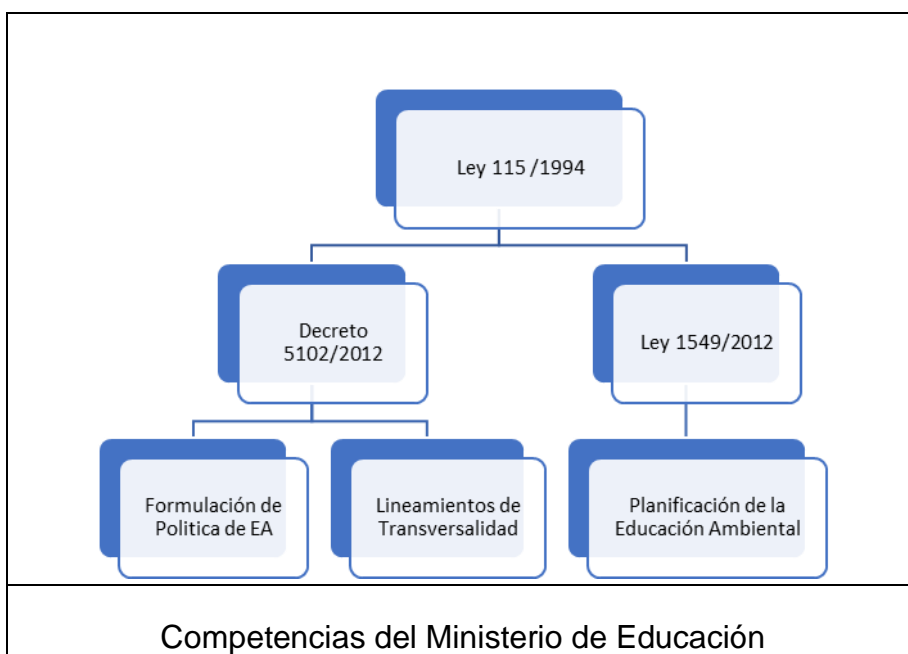 Ley 115 /1994
Decreto
5102/2012
Ley 1549/2012
Formulación de
Politica de EA
Lineamientos de
Transversalidad
Planificación de la
Educación Ambiental
Competencias del Ministerio de Educación